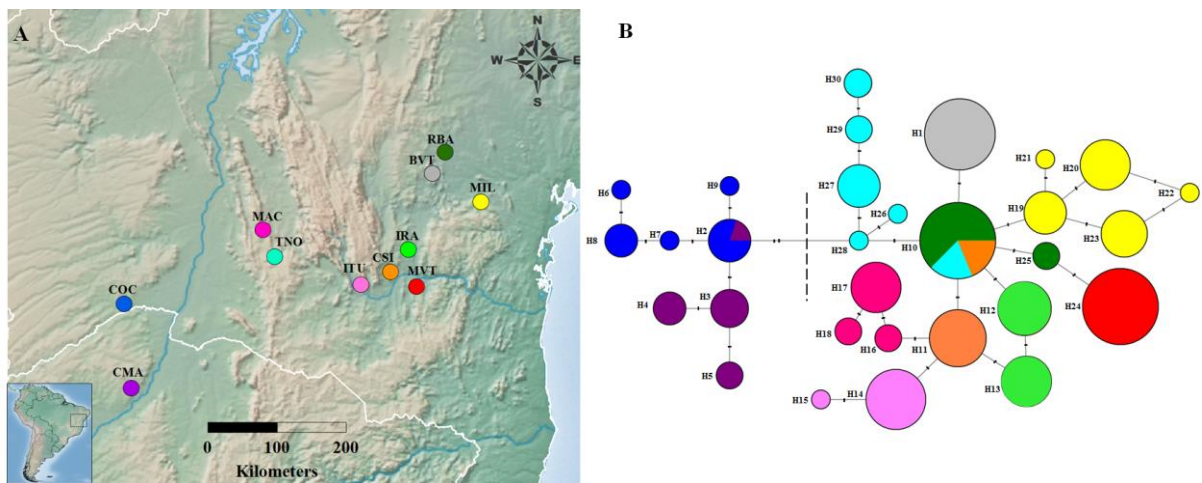 A
N
W E
S
RBA
BVT
MIL
MAC
TNO
IRA
CSI
ITU
MVT
COC
CMA
0 100 200
Kilometers
B
H30
H29
H27
H26
H28
H1
H21
H20
H22
H19
H23
H6
H9
H2
H8
H7
H10
H25
H24
H4
H3
H5
H17
H18
H16
H12
H11
H13
H15
H14